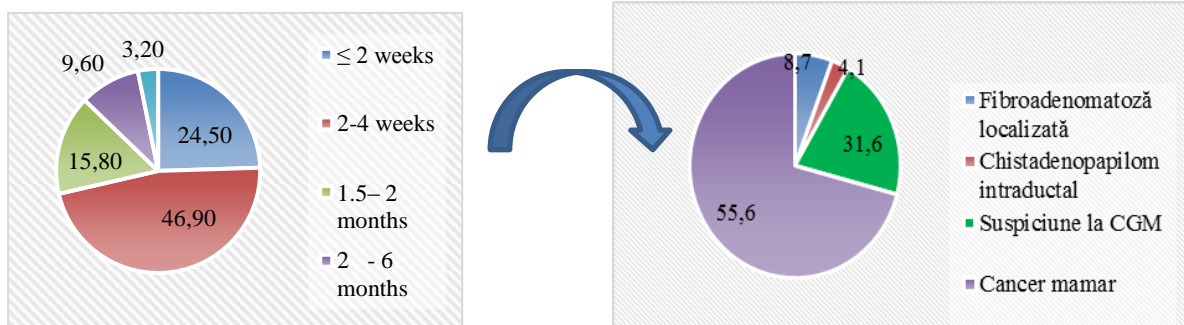 3,20
9,60
24,50
15,80
46,90
≤ 2 weeks
2-4 weeks
1.5– 2
months
2 - 6
months
8,7
4,1
31,6
55,6
Fibroadenomatoză
localizată
Chistadenopapilom
intraductal
Suspiciune la CGM
Cancer mamar